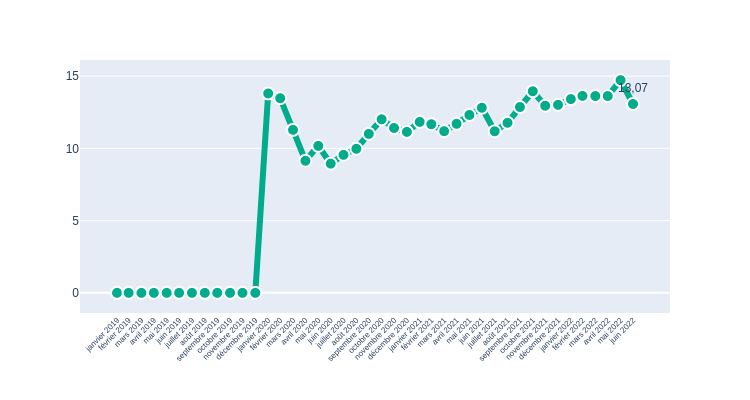 15
13,07
10
5
0
janvier 2019
février 2019
mars 2019
avril 2019
mai 2019
juin 2019
juillet 2019
août 2019
septembre 2019
octobre 2019
novembre 2019
décembre 2019
janvier 2020
février 2020
mars 2020
avril 2020
mai 2020
juin 2020
juillet 2020
août 2020
septembre 2020
octobre 2020
novembre 2020
décembre 2020
janvier 2021
février 2021
mars 2021
avril 2021
mai 2021
juin 2021
juillet 2021
août 2021
septembre 2021
octobre 2021
novembre 2021
décembre 2021
janvier 2022
février 2022
mars 2022
avril 2022
mai 2022
juin 2022